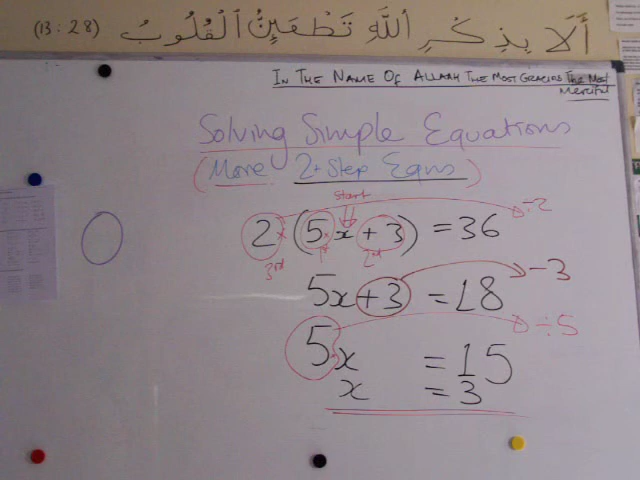 أَلَا بِذِكْرِ اللَّهِ تَطْمَئِنُّ الْقُلُوبُ (13 : 28)
IN THE NAME OF ALLAAH THE MOST GRACIOUS THE MOST
MERCIFUL
Solving Simple Equations
(More 2+ Step Eqns)
start
2 × (5 × x + 3) = 36 ÷2
3rd 1st 2nd
5x + 3 = 18 -3
5x = 15 ÷5
x = 3